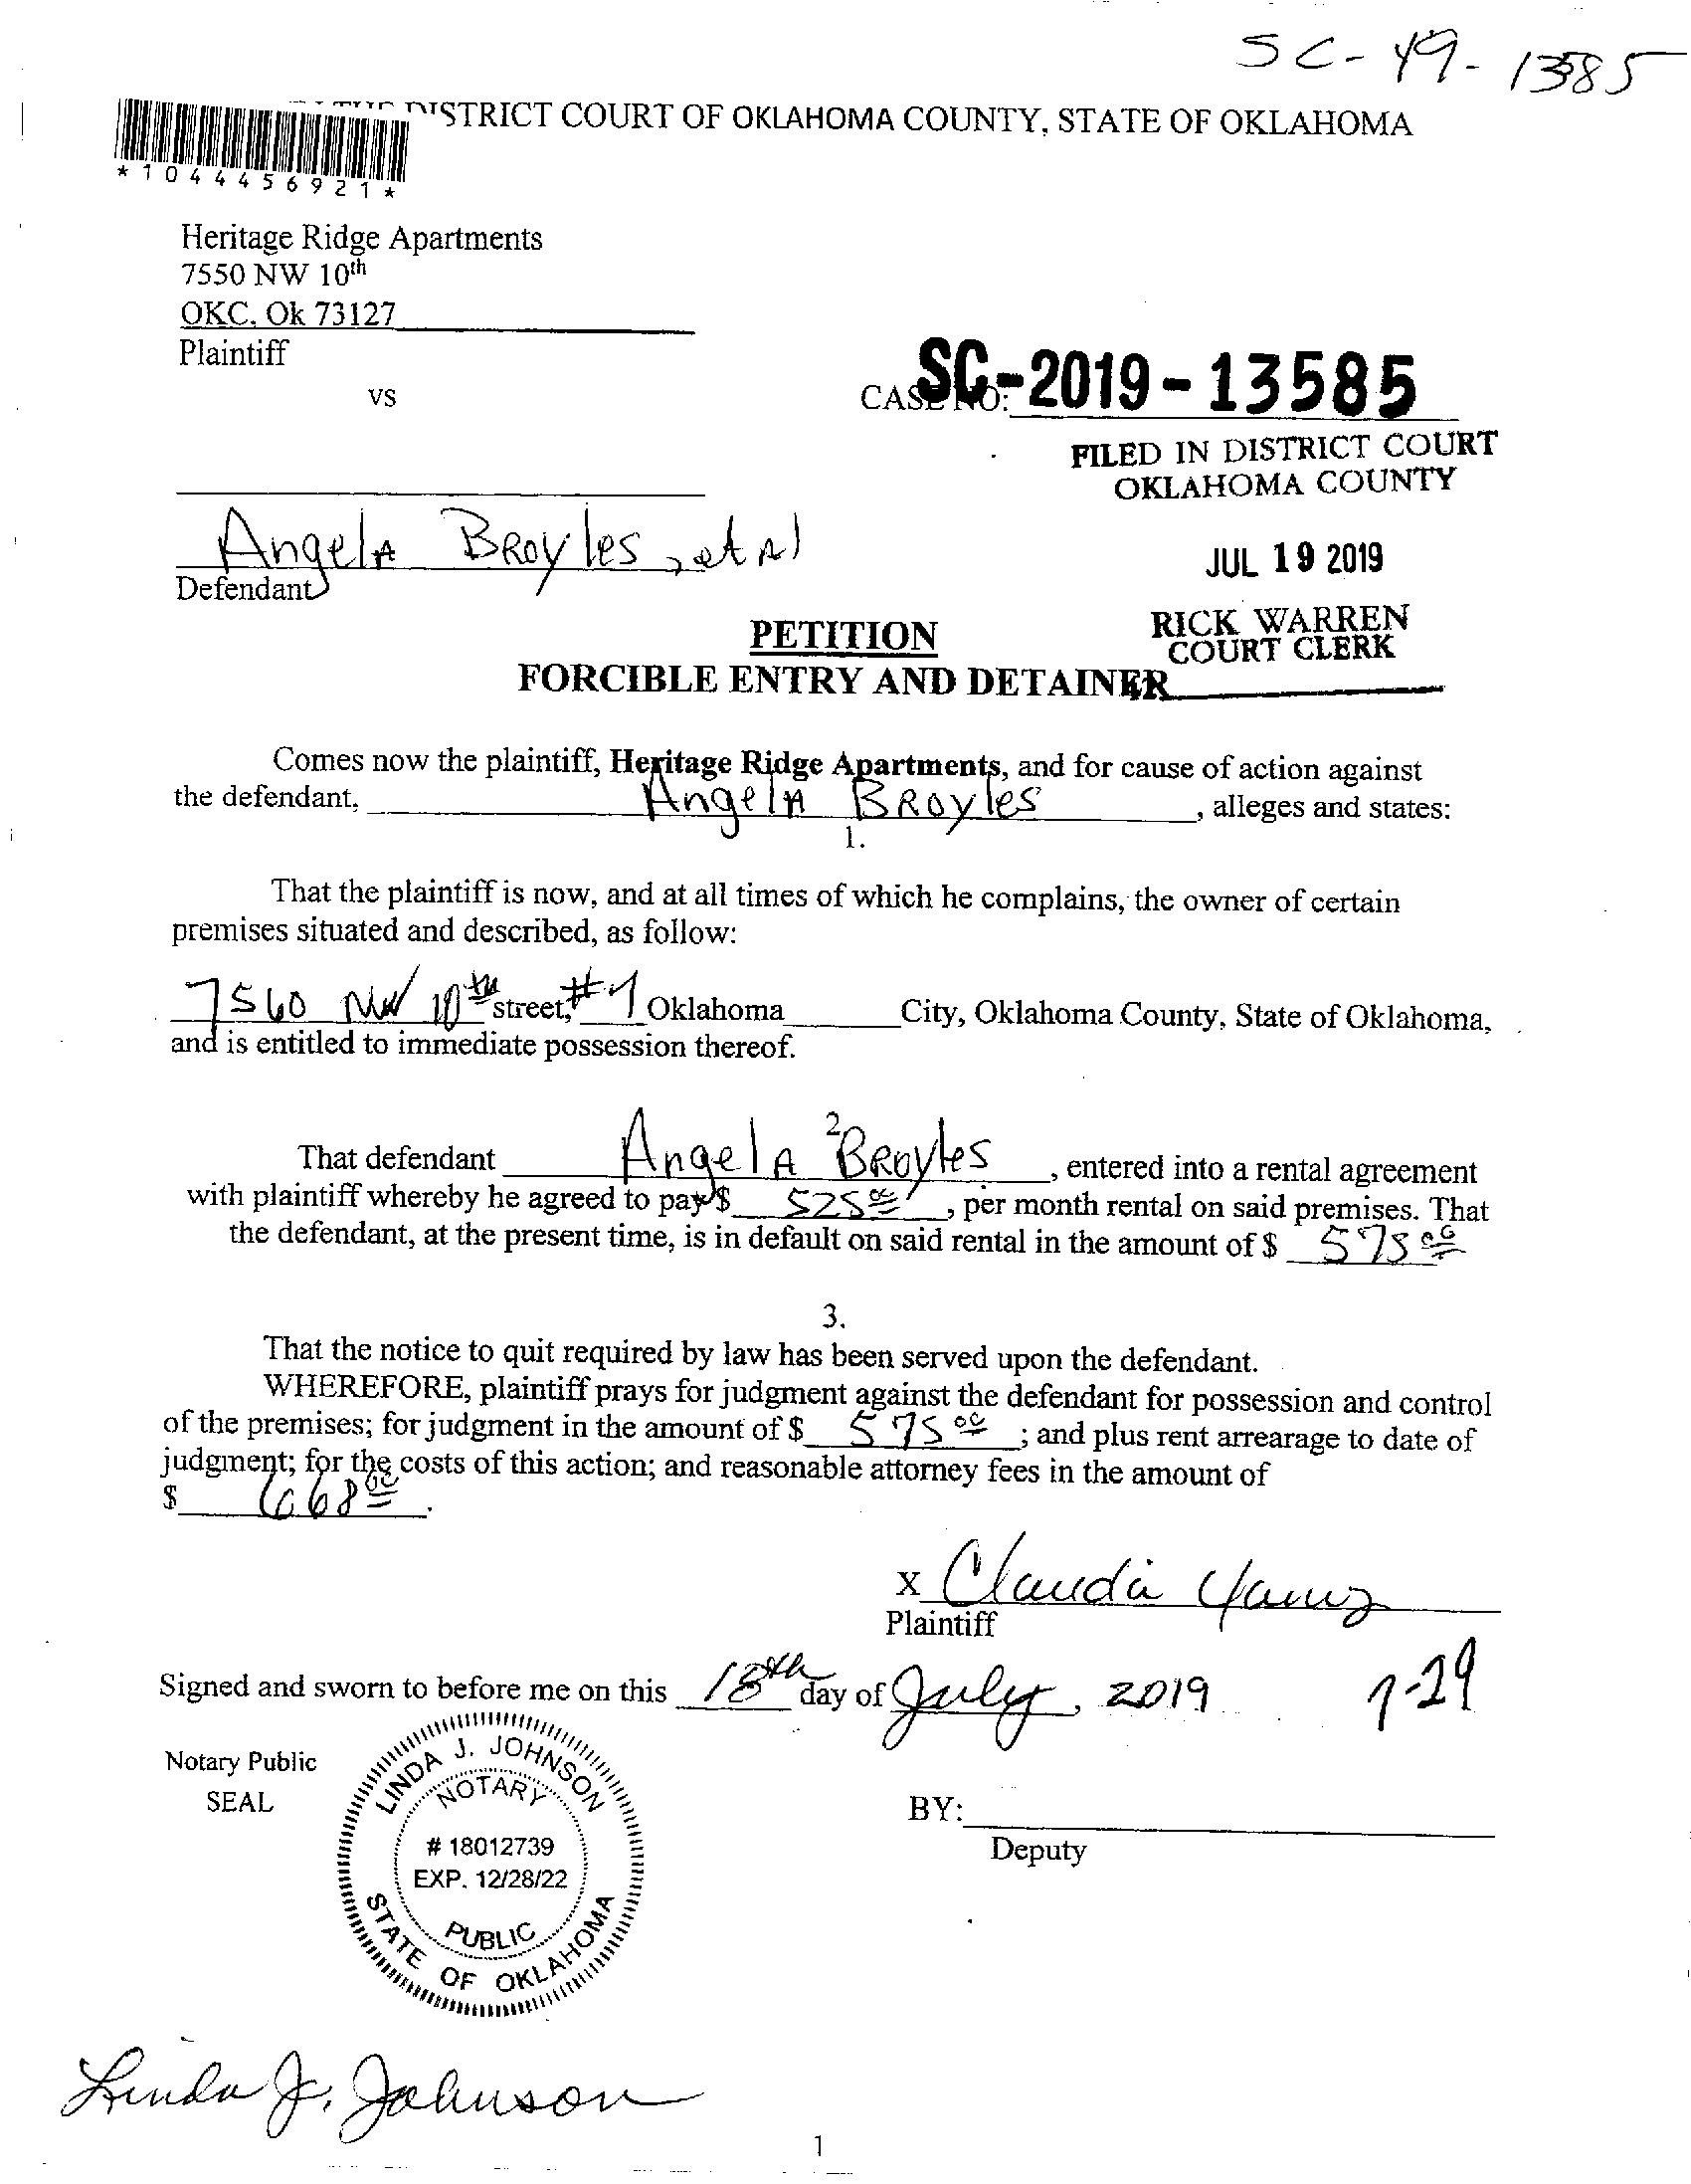 SC-19-13585
DISTRICT COURT OF OKLAHOMA COUNTY, STATE OF OKLAHOMA
*1044456921*
Heritage Ridge Apartments
7550 NW 10th
OKC, Ok 73127
Plaintiff
vs
CASE NO: SC-2019-13585
FILED IN DISTRICT COURT
OKLAHOMA COUNTY
JUL 19 2019
RICK WARREN
COURT CLERK
Angela Broyles, et al
Defendant
PETITION
FORCIBLE ENTRY AND DETAINER
Comes now the plaintiff, Heritage Ridge Apartments, and for cause of action against
the defendant, Angela Broyles, alleges and states:
1.
That the plaintiff is now, and at all times of which he complains, the owner of certain
premises situated and described, as follow:
7560 NW 10th street, #7 Oklahoma City, Oklahoma County, State of Oklahoma,
and is entitled to immediate possession thereof.
2
That defendant Angela Broyles, entered into a rental agreement
with plaintiff whereby he agreed to pay $ 525 00, per month rental on said premises. That
the defendant, at the present time, is in default on said rental in the amount of $ 575 00
3.
That the notice to quit required by law has been served upon the defendant.
WHEREFORE, plaintiff prays for judgment against the defendant for possession and control
of the premises; for judgment in the amount of $ 575 00; and plus rent arrearage to date of
judgment; for the costs of this action; and reasonable attorney fees in the amount of
$ 668 00.
x Claudia
Plaintiff
Signed and sworn to before me on this 18th day of July, 2019
7-29
Notary Public
SEAL
LINDA J. JOHNSON
NOTARY
# 18012739
EXP. 12/28/22
PUBLIC
STATE OF OKLAHOMA
BY:
Deputy
Linda J. Johnson
1